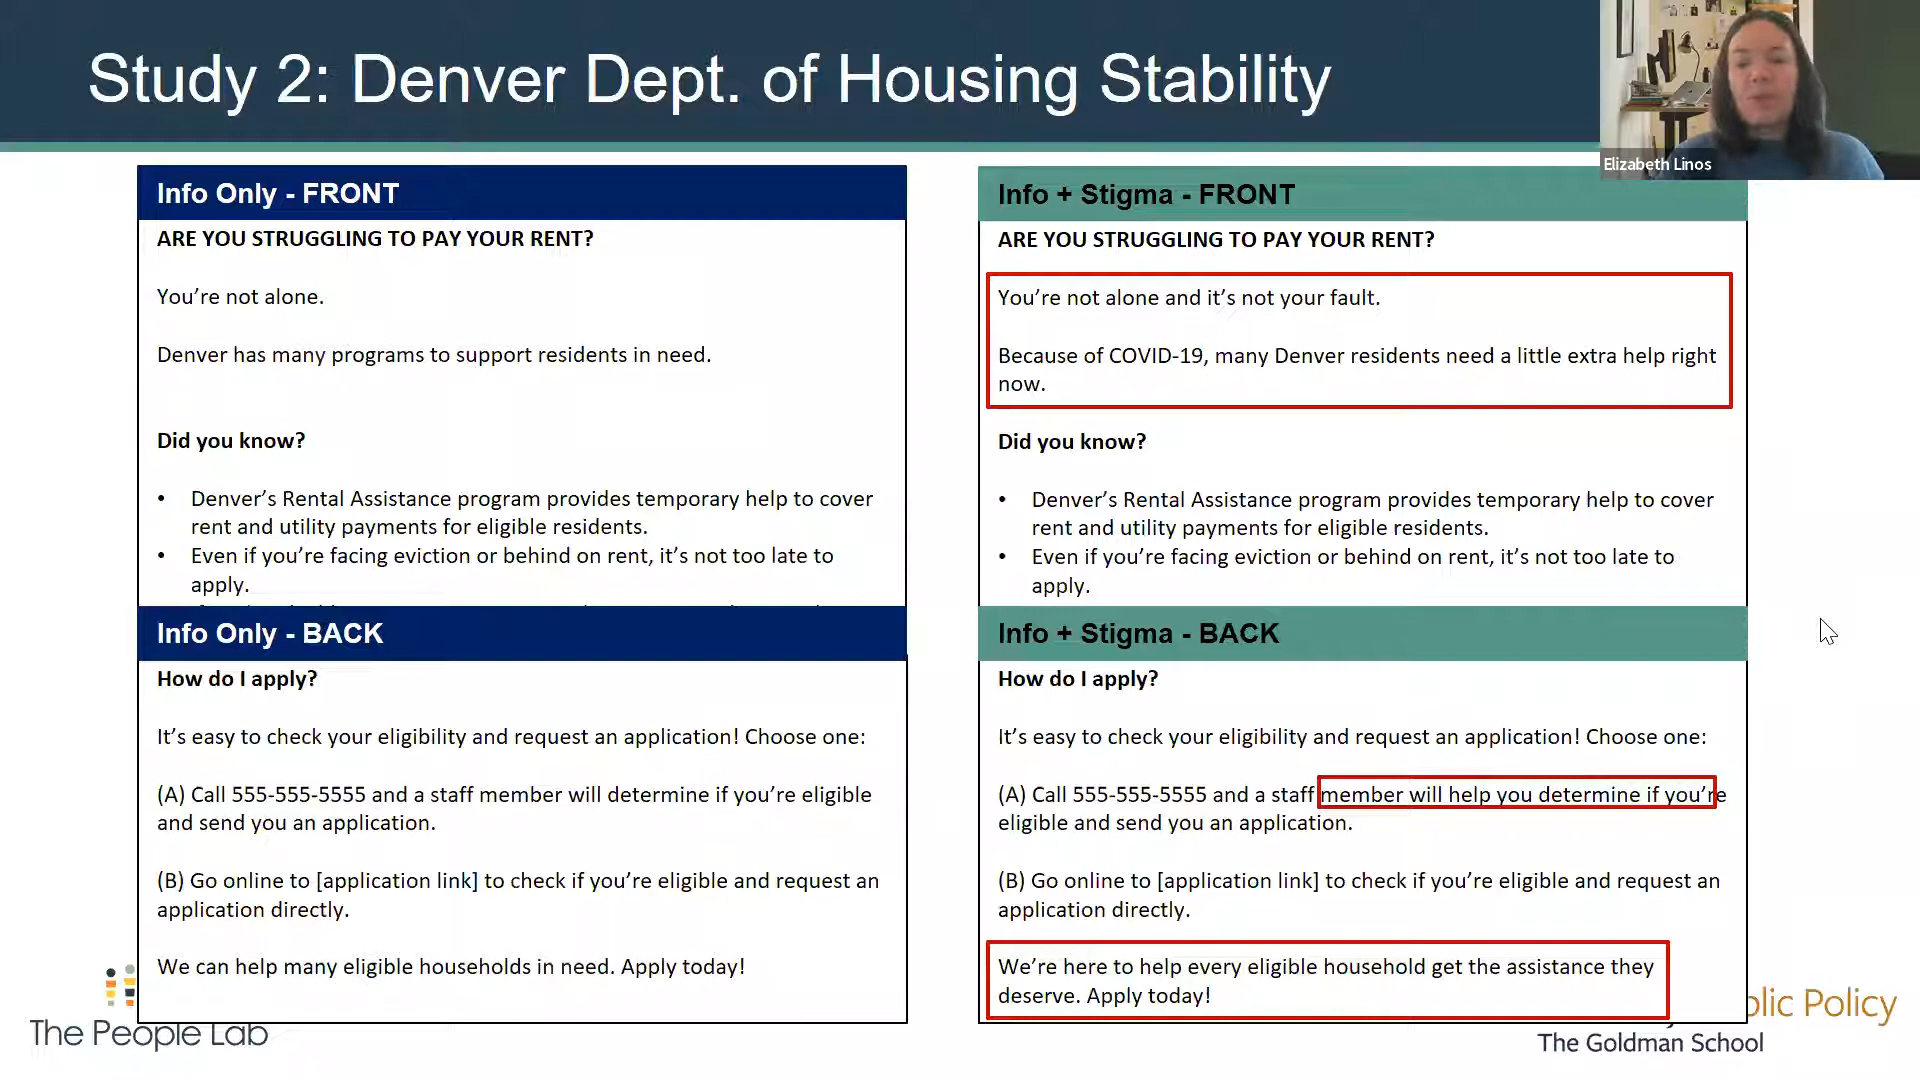 Study 2: Denver Dept. of Housing Stability
Elizabeth Linos
Info Only - FRONT
ARE YOU STRUGGLING TO PAY YOUR RENT?
You’re not alone.
Denver has many programs to support residents in need.
Did you know?
• Denver’s Rental Assistance program provides temporary help to cover
rent and utility payments for eligible residents.
• Even if you’re facing eviction or behind on rent, it’s not too late to
apply.
Info Only - BACK
How do I apply?
It’s easy to check your eligibility and request an application! Choose one:
(A) Call 555-555-5555 and a staff member will determine if you’re eligible
and send you an application.
(B) Go online to [application link] to check if you’re eligible and request an
application directly.
We can help many eligible households in need. Apply today!
Info + Stigma - FRONT
ARE YOU STRUGGLING TO PAY YOUR RENT?
You’re not alone and it’s not your fault.
Because of COVID-19, many Denver residents need a little extra help right
now.
Did you know?
• Denver’s Rental Assistance program provides temporary help to cover
rent and utility payments for eligible residents.
• Even if you’re facing eviction or behind on rent, it’s not too late to
apply.
Info + Stigma - BACK
How do I apply?
It’s easy to check your eligibility and request an application! Choose one:
(A) Call 555-555-5555 and a staff member will help you determine if you’re
eligible and send you an application.
(B) Go online to [application link] to check if you’re eligible and request an
application directly.
We’re here to help every eligible household get the assistance they
deserve. Apply today!
The People Lab
Policy
The Goldman School